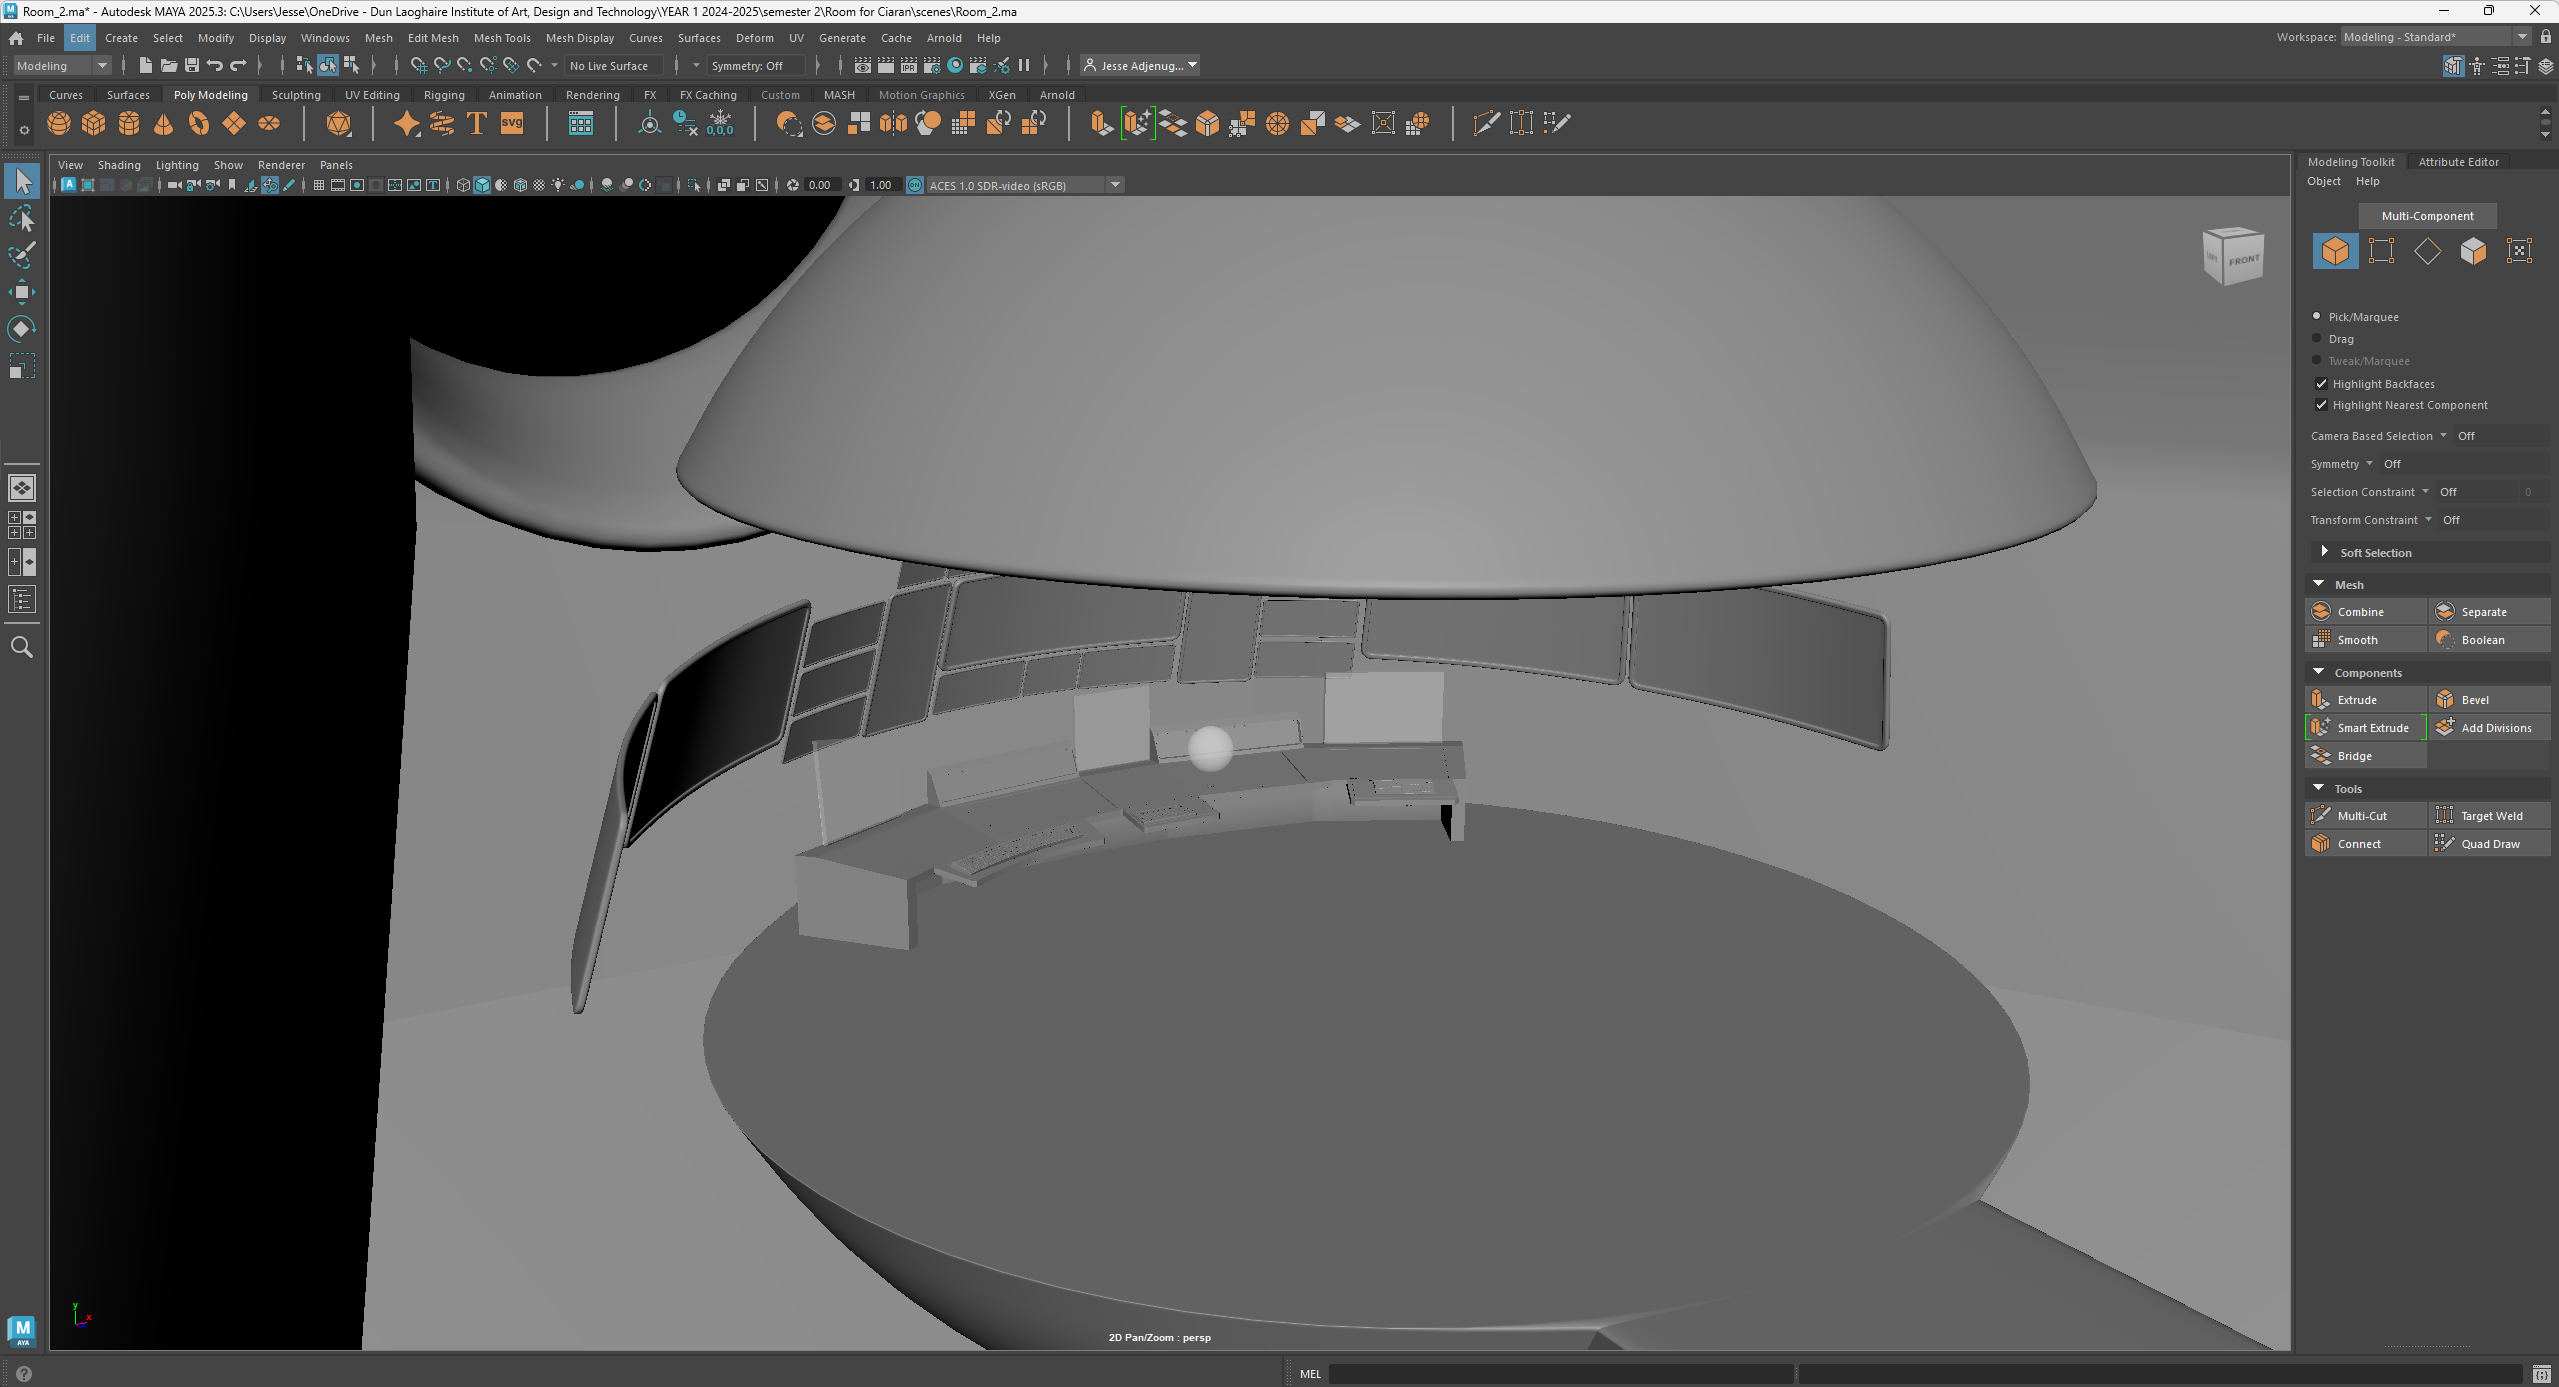 Room_2.ma* - Autodesk MAYA 2025.3: C:\Users\Jesse\OneDrive - Dun Laoghaire Institute of Art, Design and Technology\YEAR 1 2024-2025\semester 2\Room for Ciaran\scenes\Room_2.ma
File Edit Create Select Modify Display Windows Mesh Edit Mesh Mesh Tools Mesh Display Curves Surfaces Deform UV Generate Cache Arnold Help
Workspace: Modeling - Standard*
Modeling
No Live Surface
Symmetry: Off
IPR
Jesse Adjenug...
Curves Surfaces Poly Modeling Sculpting UV Editing Rigging Animation Rendering FX FX Caching Custom MASH Motion Graphics XGen Arnold
T
svg
0,0,0
View Shading Lighting Show Renderer Panels
0.00
1.00
ACES 1.0 SDR-video (sRGB)
FRONT
Modeling Toolkit
Attribute Editor
Object Help
Multi-Component
Pick/Marquee
Drag
Tweak/Marquee
Highlight Backfaces
Highlight Nearest Component
Camera Based Selection Off
Symmetry Off
Selection Constraint Off 0
Transform Constraint Off
Soft Selection
Mesh
Combine Separate
Smooth Boolean
Components
Extrude Bevel
Smart Extrude Add Divisions
Bridge
Tools
Multi-Cut Target Weld
Connect Quad Draw
y
x
2D Pan/Zoom : persp
M
AYA
MEL